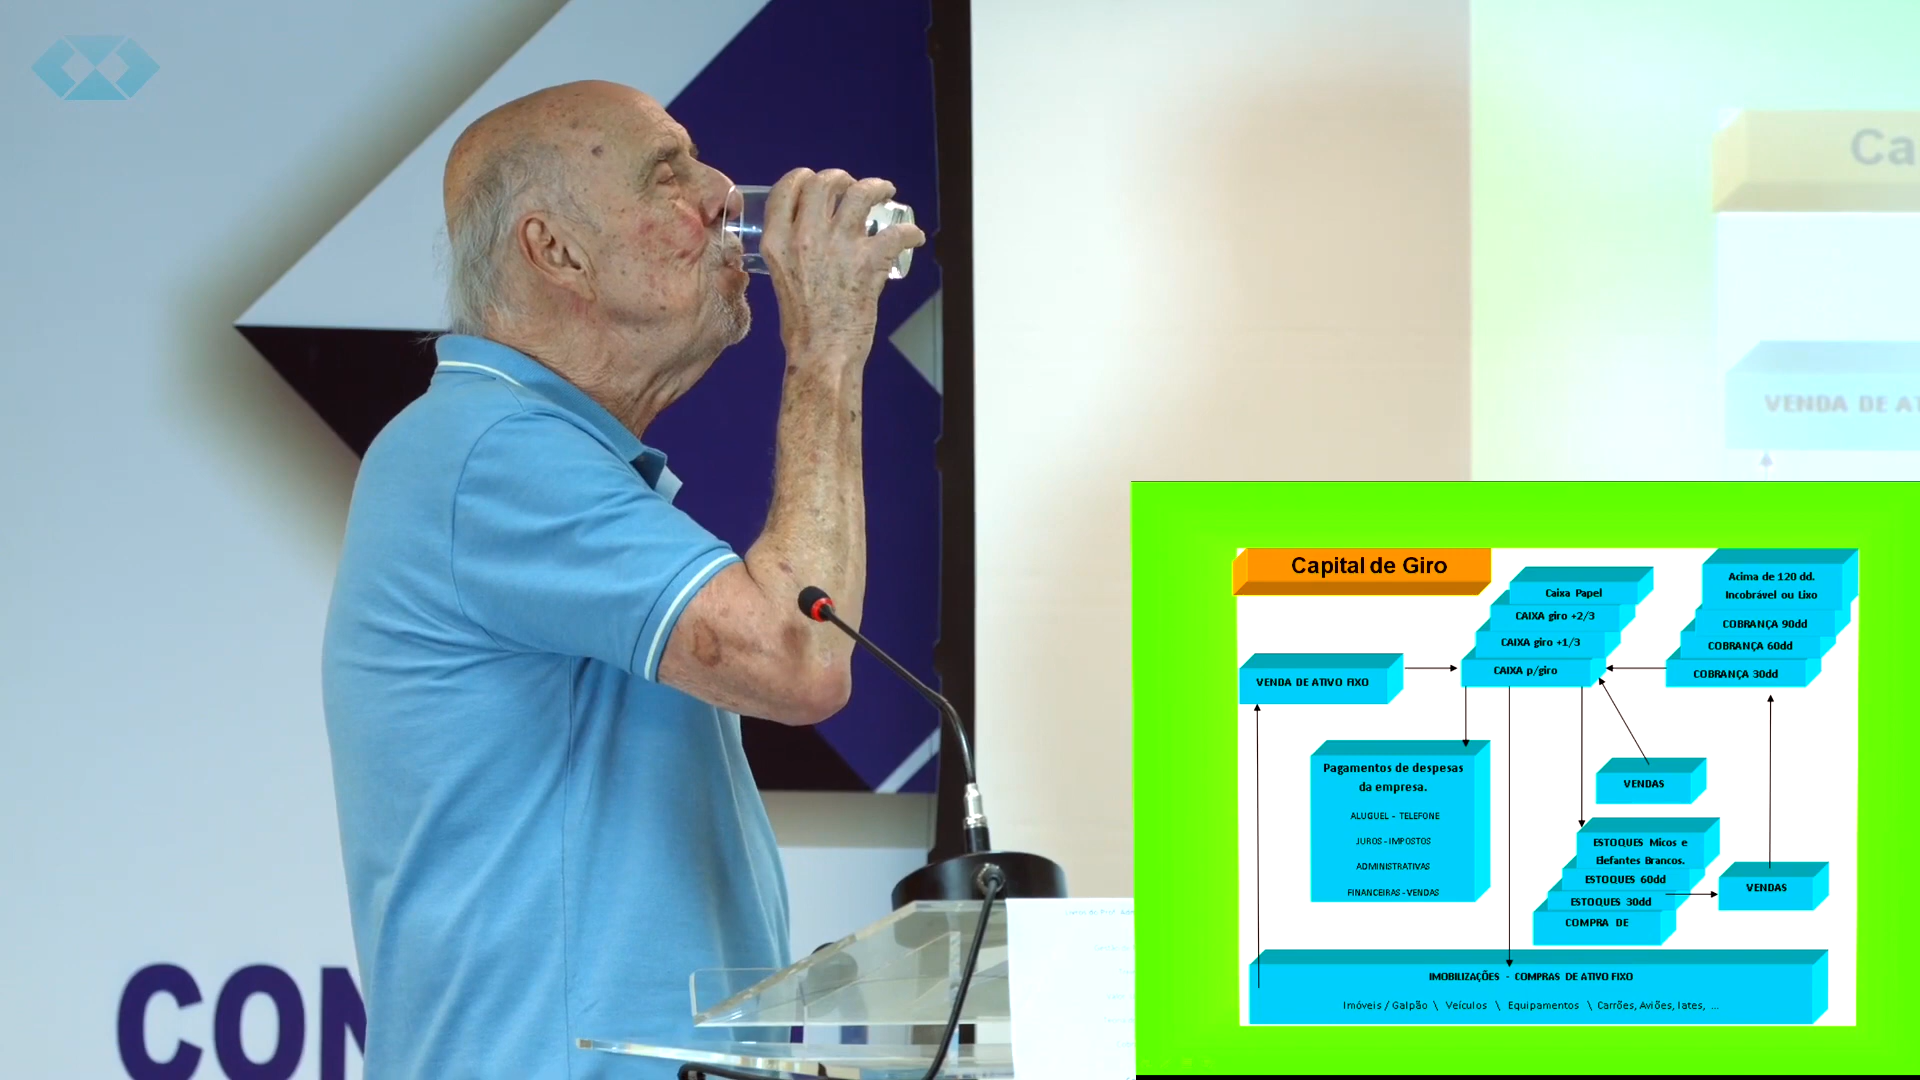 Ca
VENDA DE AT
CON
Capital de Giro
Caixa Papel
CAIXA giro +2/3
CAIXA giro +1/3
CAIXA p/giro
Acima de 120 dd.
Incobrável ou Lixo
COBRANÇA 90dd
COBRANÇA 60dd
COBRANÇA 30dd
VENDA DE ATIVO FIXO
Pagamentos de despesas
da empresa.
ALUGUEL - TELEFONE
JUROS - IMPOSTOS
ADMINISTRATIVAS
FINANCEIRAS - VENDAS
VENDAS
ESTOQUES Micos e
Elefantes Brancos.
ESTOQUES 60dd
ESTOQUES 30dd
COMPRA DE
VENDAS
IMOBILIZAÇÕES - COMPRAS DE ATIVO FIXO
Imóveis / Galpão \ Veículos \ Equipamentos \ Carrões, Aviões, Iates, ...